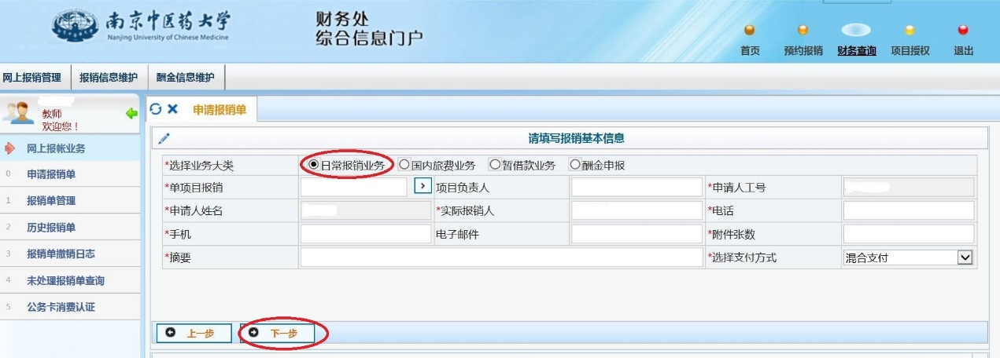 南京中医药大学
Nanjing University of Chinese Medicine
财务处
综合信息门户
首页 预约报销 财务查询 项目授权 退出
网上报销管理 报销信息维护 酬金信息维护
教师
欢迎您！
申请报销单
网上报帐业务
0 申请报销单
1 报销单管理
2 历史报销单
3 报销单撤销日志
4 未处理报销单查询
5 公务卡消费认证
请填写报销基本信息
*选择业务大类 日常报销业务 国内旅费业务 暂借款业务 酬金申报
*单项目报销 > 项目负责人 *申请人工号
*申请人姓名 *实际报销人 *电话
*手机 电子邮件 *附件张数
*摘要 *选择支付方式 混合支付
上一步 下一步